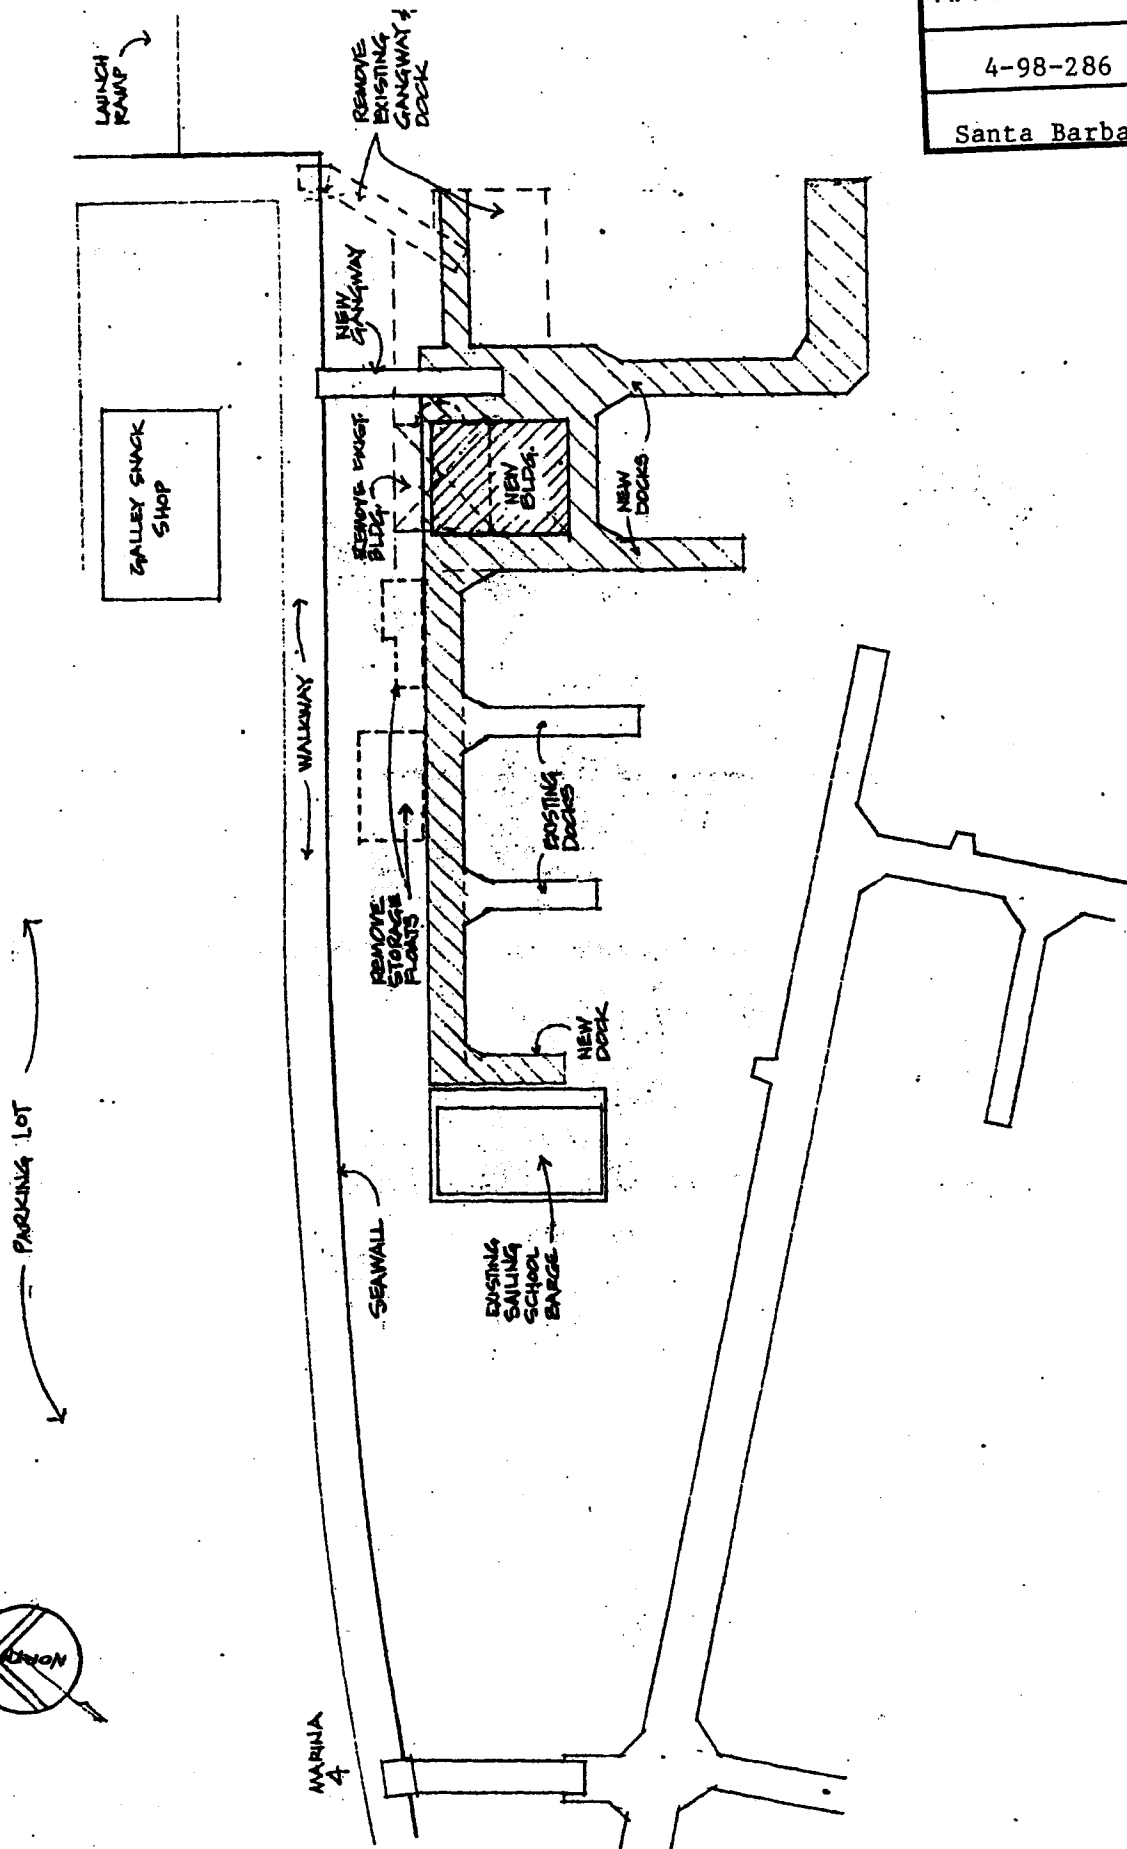 4-98-286
Santa Barba
LAUNCH
RAMP
REMOVE
EXISTING
GANGWAY &
DOCK
NEW
GANGWAY
GALLEY SNACK
SHOP
REMOVE EXIST.
BLDG.
NEW
BLDG.
NEW
DOCKS
WALKWAY
EXISTING
DOCKS
REMOVE
STORAGE
FLOATS
NEW
DOCK
PARKING LOT
SEAWALL
EXISTING
SAILING
SCHOOL
BARGE
NORTH
MARINA
4